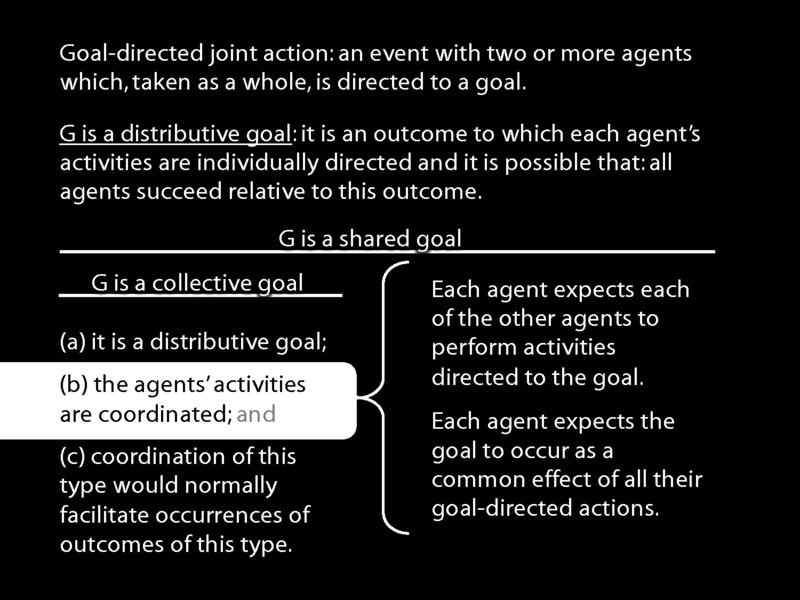 Goal-directed joint action: an event with two or more agents
which, taken as a whole, is directed to a goal.
G is a distributive goal: it is an outcome to which each agent’s
activities are individually directed and it is possible that: all
agents succeed relative to this outcome.
G is a shared goal
G is a collective goal
(a) it is a distributive goal;
(b) the agents’ activities
are coordinated; and
(c) coordination of this
type would normally
facilitate occurrences of
outcomes of this type.
Each agent expects each
of the other agents to
perform activities
directed to the goal.
Each agent expects the
goal to occur as a
common effect of all their
goal-directed actions.